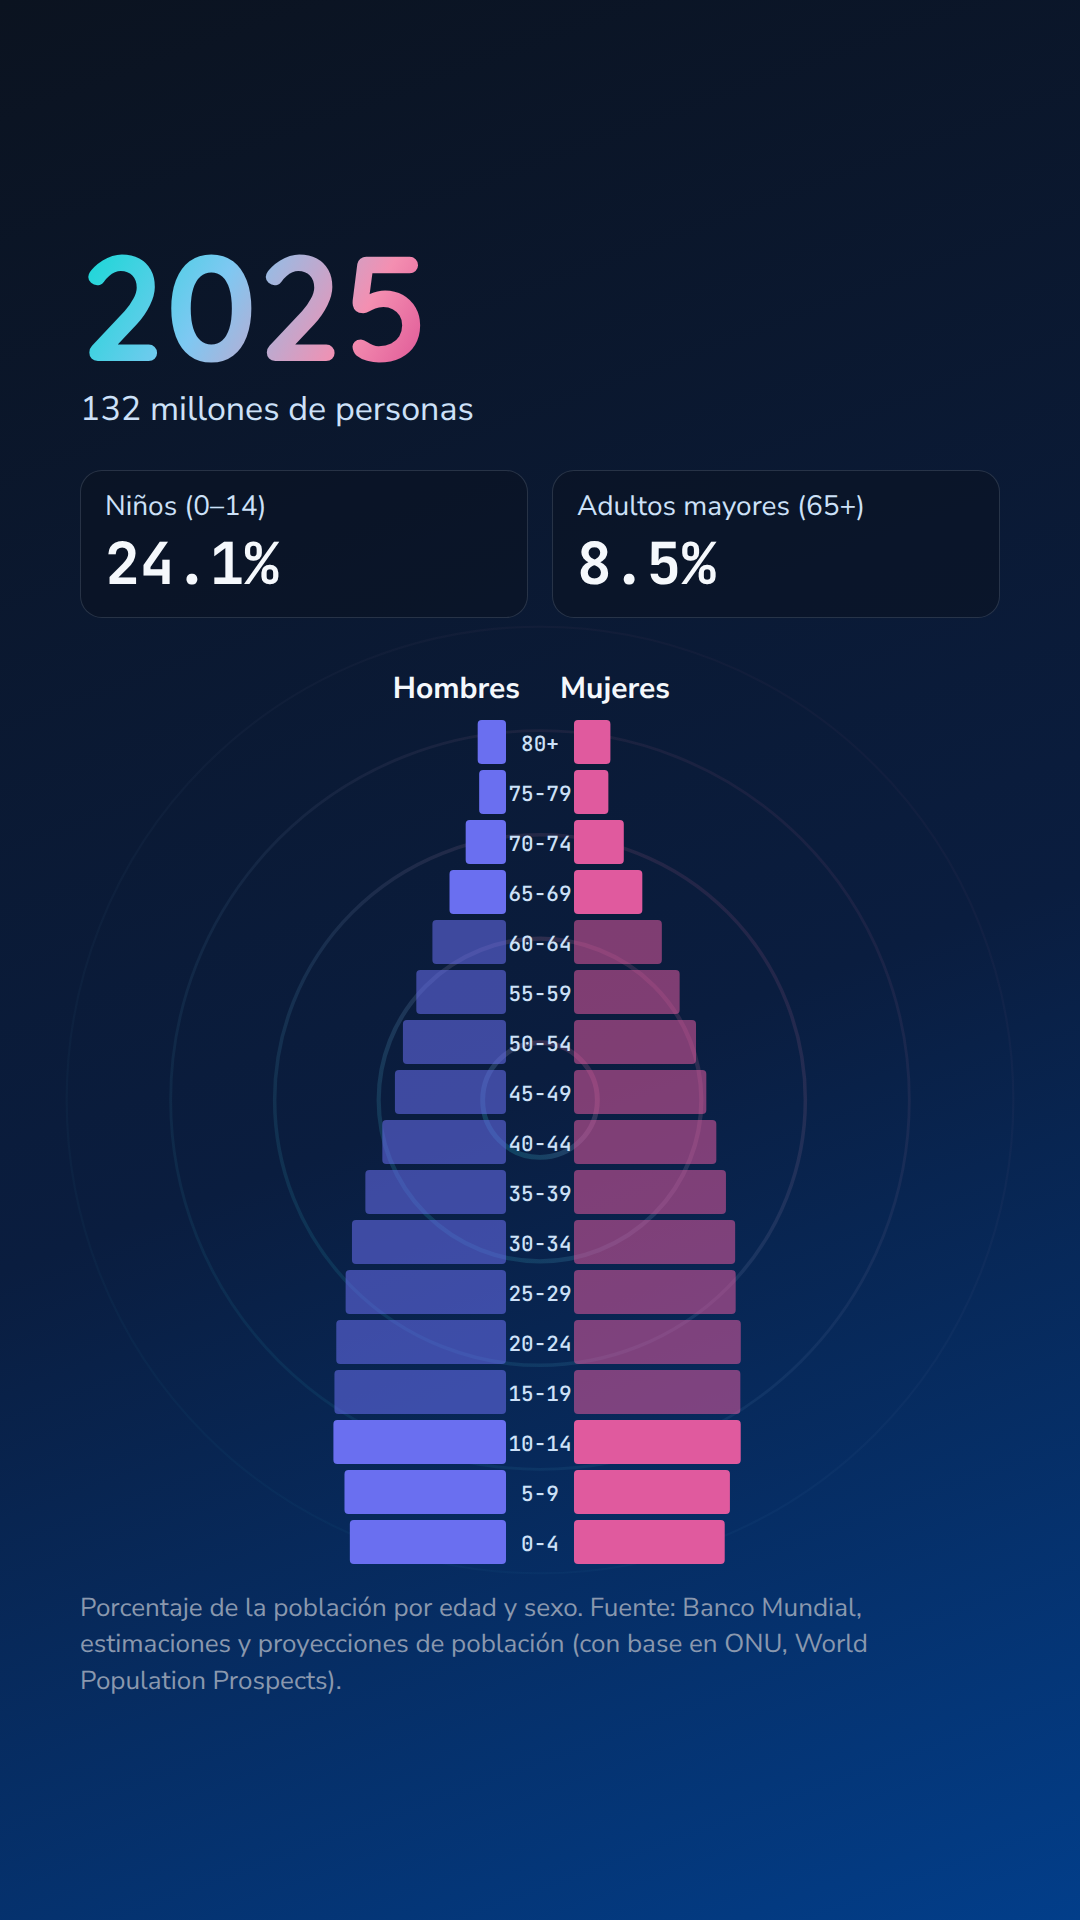 2025
132 millones de personas
Niños (0–14)
24.1%
Adultos mayores (65+)
8.5%
Hombres Mujeres
80+
75-79
70-74
65-69
60-64
55-59
50-54
45-49
40-44
35-39
30-34
25-29
20-24
15-19
10-14
5-9
0-4
Porcentaje de la población por edad y sexo. Fuente: Banco Mundial,
estimaciones y proyecciones de población (con base en ONU, World
Population Prospects).